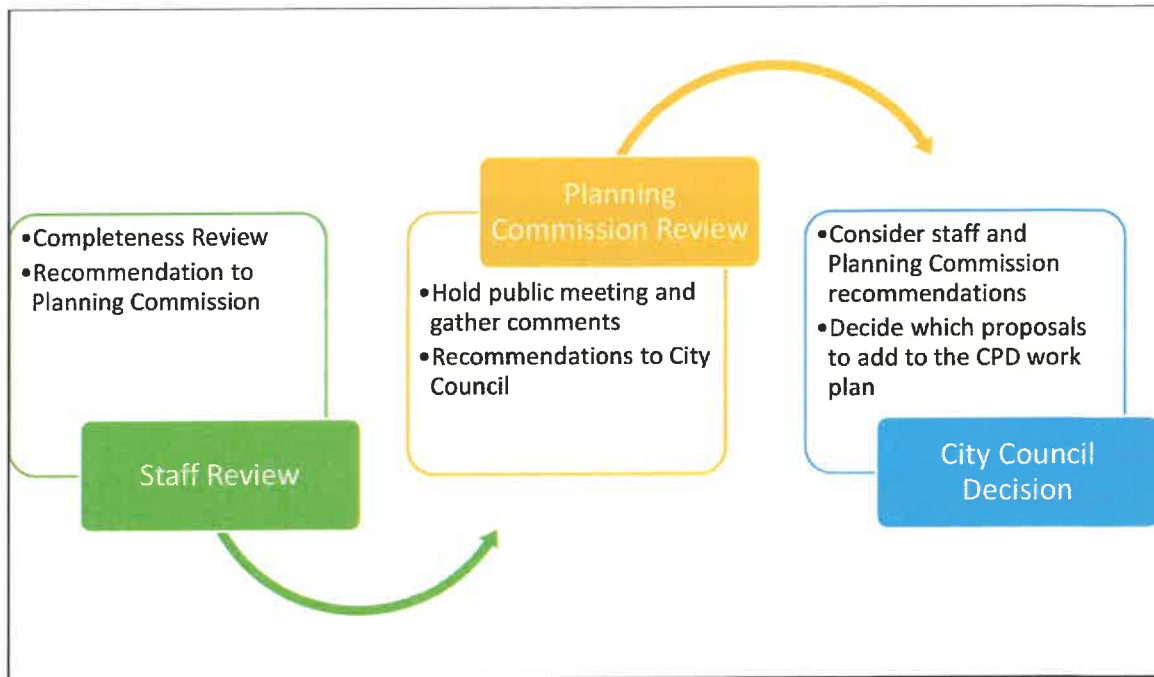 •Completeness Review
•Recommendation to
Planning Commission
Staff Review
Planning
Commission Review
•Hold public meeting and
gather comments
•Recommendations to City
Council
•Consider staff and
Planning Commission
recommendations
•Decide which proposals
to add to the CPD work
plan
City Council
Decision